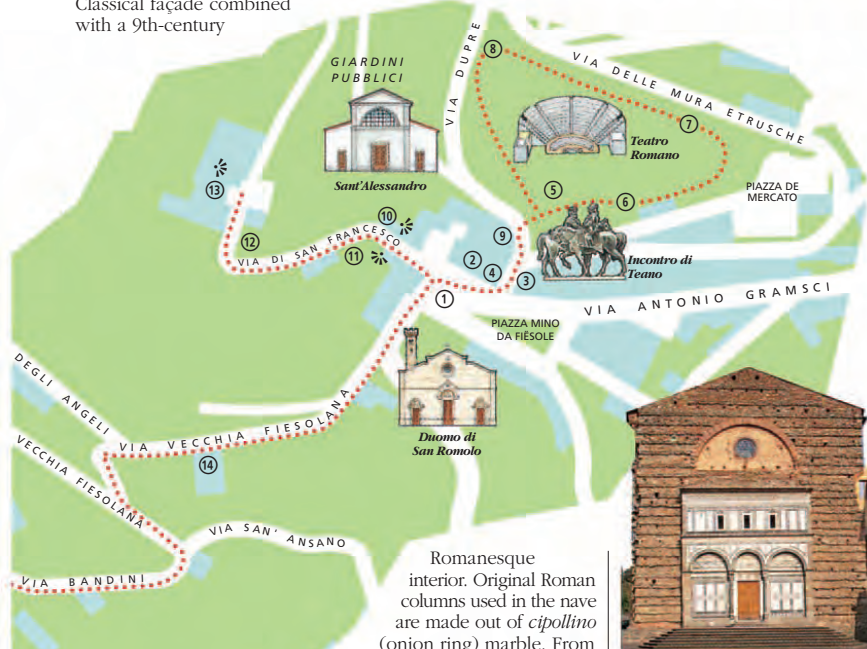 Classical façade combined
with a 9th-century
GIARDINI
PUBBLICI
VIA DUPRE
8
VIA DELLE MURA ETRUSCHE
7
Teatro
Romano
Sant'Alessandro
13
5
6
PIAZZA DE
MERCATO
10
12
VIA DI SAN FRANCESCO
11
9
2
4
3
Incontro di
Teano
1
VIA ANTONIO GRAMSCI
PIAZZA MINO
DA FIËSOLE
DEGLI ANGELI
Duomo di
San Romolo
VIA VECCHIA FIESOLANA
14
VECCHIA FIESOLANA
VIA SAN' ANSANO
VIA BANDINI
Romanesque
interior. Original Roman
columns used in the nave
are made out of cipollino
(onion ring) marble. From